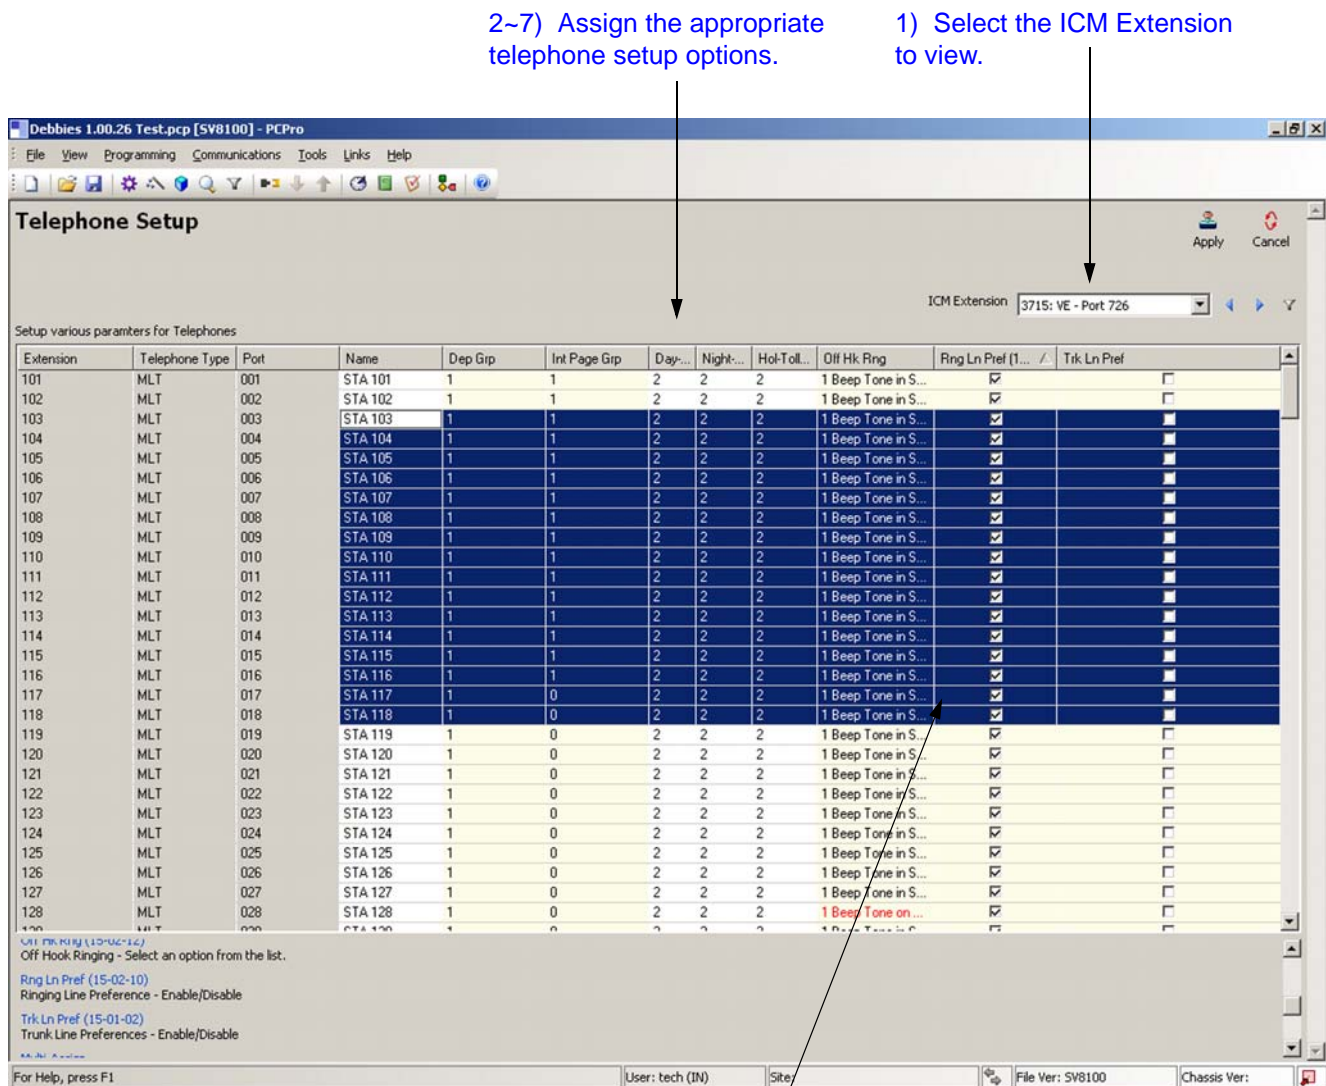 2~7)  Assign the appropriate telephone setup options.
1)  Select the ICM Extension to view.
Debbies 1.00.26 Test.pcp [SV8100] - PCPro
File View Programming Communications Tools Links Help
Telephone Setup
Apply Cancel
ICM Extension 3715: VE - Port 726
Setup various paramters for Telephones
Extension Telephone Type Port Name Dep Grp Int Page Grp Day-... Night-... Hol-Toll... Off Hk Rng Rng Ln Pref (1... Trk Ln Pref
101 MLT 001 STA 101 1 1 2 2 2 1 Beep Tone in S...
102 MLT 002 STA 102 1 1 2 2 2 1 Beep Tone in S...
103 MLT 003 STA 103 1 1 2 2 2 1 Beep Tone in S...
104 MLT 004 STA 104 1 1 2 2 2 1 Beep Tone in S...
105 MLT 005 STA 105 1 1 2 2 2 1 Beep Tone in S...
106 MLT 006 STA 106 1 1 2 2 2 1 Beep Tone in S...
107 MLT 007 STA 107 1 1 2 2 2 1 Beep Tone in S...
108 MLT 008 STA 108 1 1 2 2 2 1 Beep Tone in S...
109 MLT 009 STA 109 1 1 2 2 2 1 Beep Tone in S...
110 MLT 010 STA 110 1 1 2 2 2 1 Beep Tone in S...
111 MLT 011 STA 111 1 1 2 2 2 1 Beep Tone in S...
112 MLT 012 STA 112 1 1 2 2 2 1 Beep Tone in S...
113 MLT 013 STA 113 1 1 2 2 2 1 Beep Tone in S...
114 MLT 014 STA 114 1 1 2 2 2 1 Beep Tone in S...
115 MLT 015 STA 115 1 1 2 2 2 1 Beep Tone in S...
116 MLT 016 STA 116 1 1 2 2 2 1 Beep Tone in S...
117 MLT 017 STA 117 1 0 2 2 2 1 Beep Tone in S...
118 MLT 018 STA 118 1 0 2 2 2 1 Beep Tone in S...
119 MLT 019 STA 119 1 0 2 2 2 1 Beep Tone in S...
120 MLT 020 STA 120 1 0 2 2 2 1 Beep Tone in S...
121 MLT 021 STA 121 1 0 2 2 2 1 Beep Tone in S...
122 MLT 022 STA 122 1 0 2 2 2 1 Beep Tone in S...
123 MLT 023 STA 123 1 0 2 2 2 1 Beep Tone in S...
124 MLT 024 STA 124 1 0 2 2 2 1 Beep Tone in S...
125 MLT 025 STA 125 1 0 2 2 2 1 Beep Tone in S...
126 MLT 026 STA 126 1 0 2 2 2 1 Beep Tone in S...
127 MLT 027 STA 127 1 0 2 2 2 1 Beep Tone in S...
128 MLT 028 STA 128 1 0 2 2 2 1 Beep Tone on ...
Off Hk Rng (15-02-12)
Off Hook Ringing - Select an option from the list.
Rng Ln Pref (15-02-10)
Ringing Line Preference - Enable/Disable
Trk Ln Pref (15-01-02)
Trunk Line Preferences - Enable/Disable
For Help, press F1 User: tech (IN) Site: File Ver: SV8100 Chassis Ver: